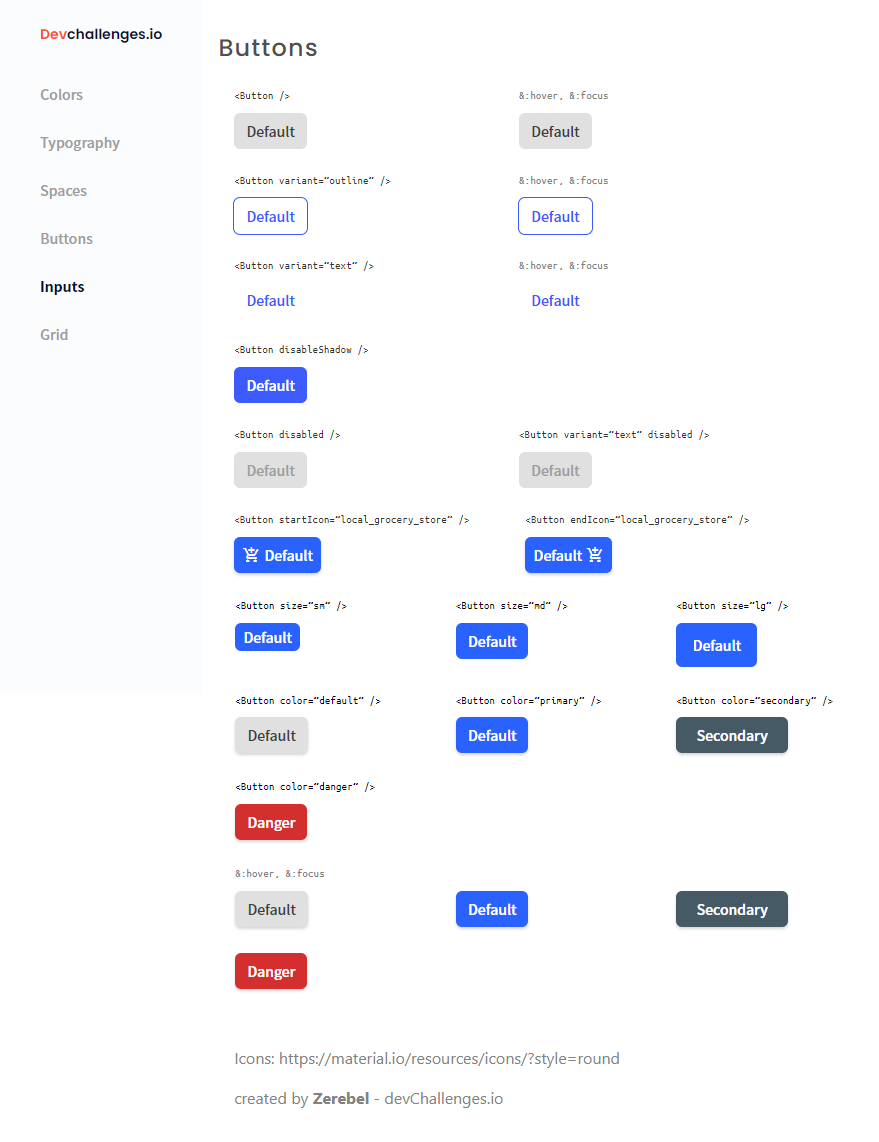 Devchallenges.io
Colors
Typography
Spaces
Buttons
Inputs
Grid
Buttons
<Button /> &:hover, &:focus
Default Default
<Button variant=“outline” /> &:hover, &:focus
Default Default
<Button variant=“text” /> &:hover, &:focus
Default Default
<Button disableShadow />
Default
<Button disabled /> <Button variant=“text” disabled />
Default Default
<Button startIcon=“local_grocery_store” /> <Button endIcon=“local_grocery_store” />
Default Default
<Button size=“sm” /> <Button size=“md” /> <Button size=“lg” />
Default Default Default
<Button color=“default” /> <Button color=“primary” /> <Button color=“secondary” />
Default Default Secondary
<Button color=“danger” />
Danger
&:hover, &:focus
Default Default Secondary
Danger
Icons: https://material.io/resources/icons/?style=round
created by Zerebel - devChallenges.io